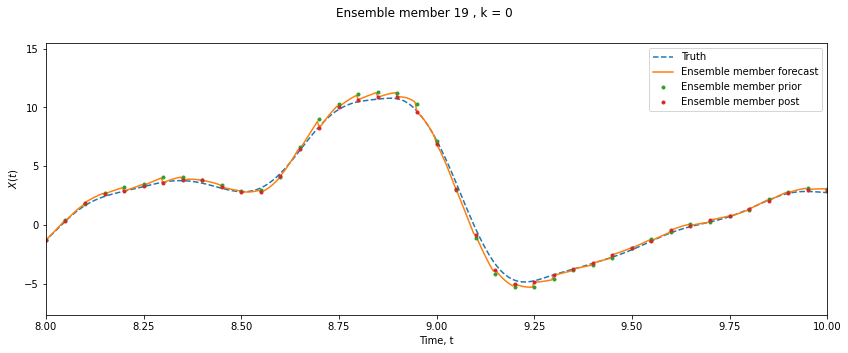 Ensemble member 19 , k = 0
Truth
Ensemble member forecast
Ensemble member prior
Ensemble member post
15
10
5
0
−5
X(t)
8.00 8.25 8.50 8.75 9.00 9.25 9.50 9.75 10.00
Time, t